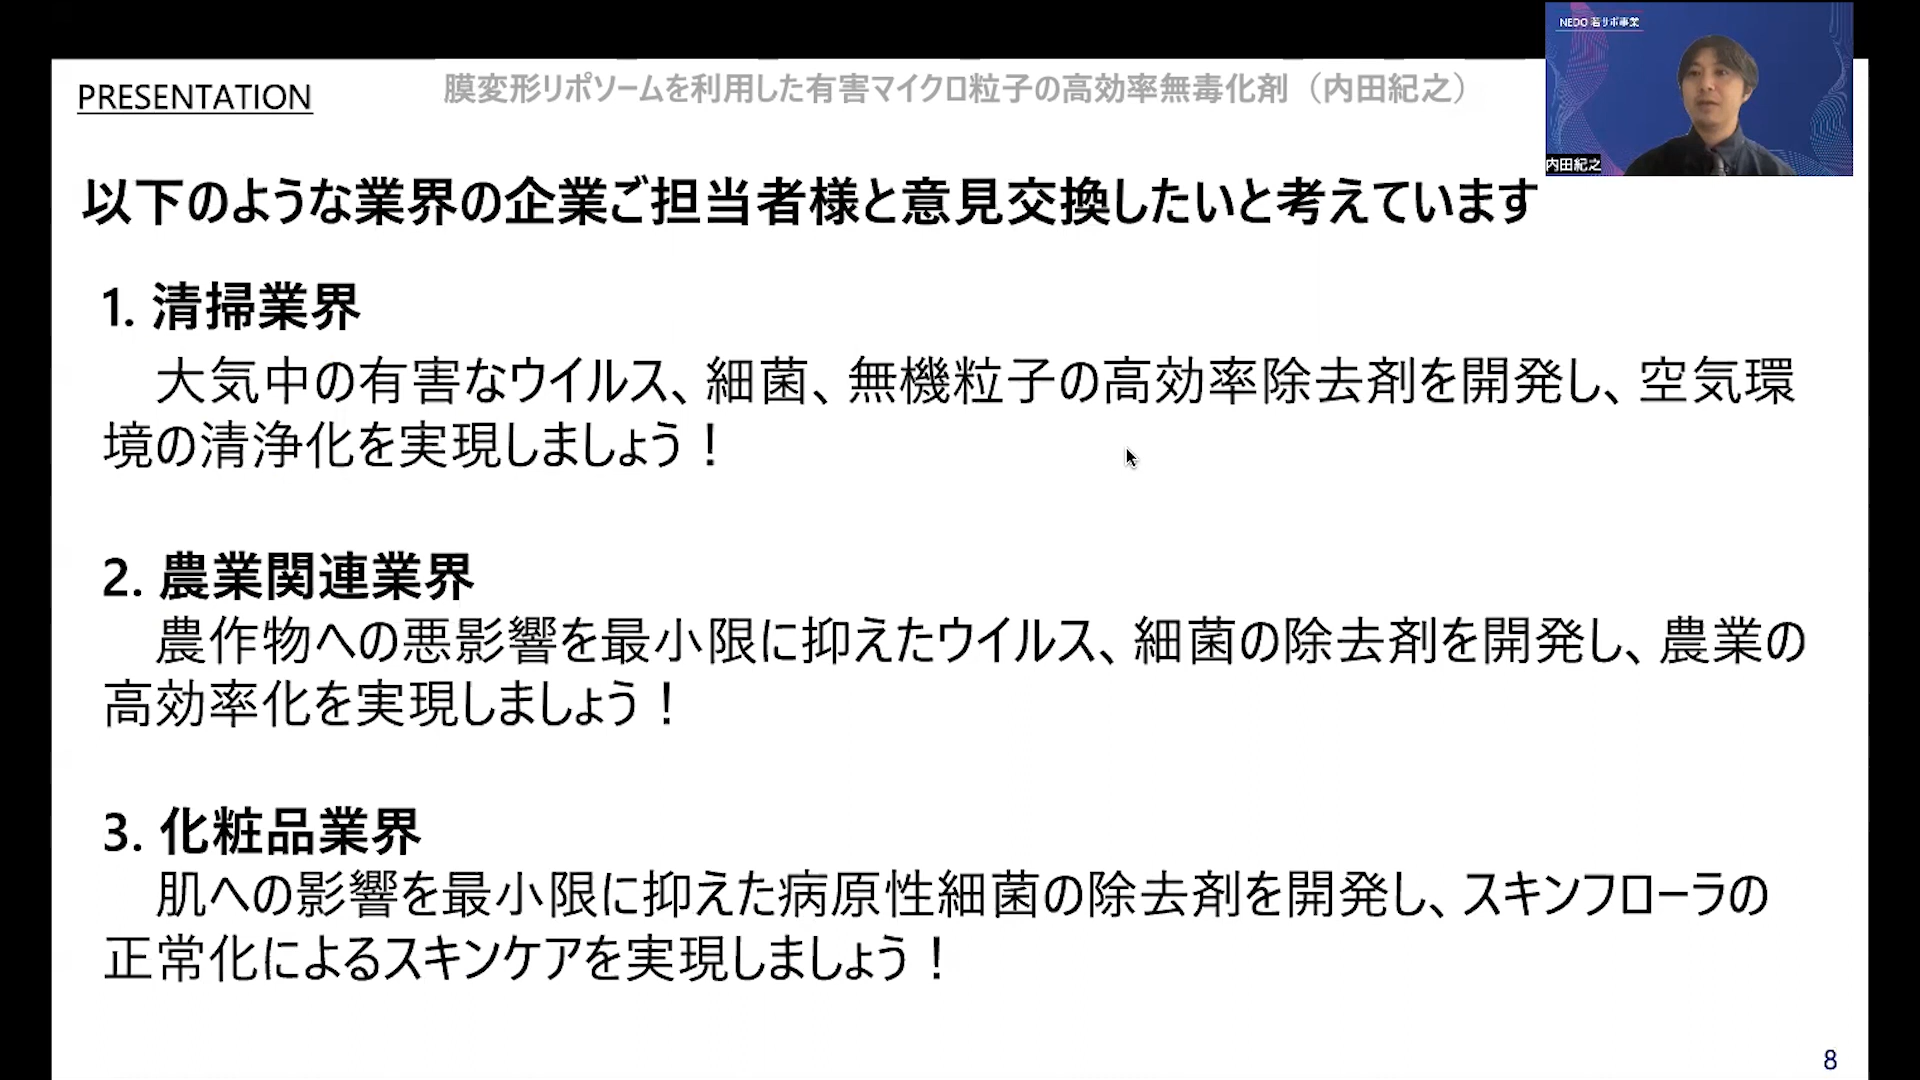 NEDO 若サポ事業
PRESENTATION
膜変形リポソームを利用した有害マイクロ粒子の高効率無毒化剤（内田紀之）
内田紀之
以下のような業界の企業ご担当者様と意見交換したいと考えています
1. 清掃業界
大気中の有害なウイルス、細菌、無機粒子の高効率除去剤を開発し、空気環
境の清浄化を実現しましょう！
2. 農業関連業界
農作物への悪影響を最小限に抑えたウイルス、細菌の除去剤を開発し、農業の
高効率化を実現しましょう！
3. 化粧品業界
肌への影響を最小限に抑えた病原性細菌の除去剤を開発し、スキンフローラの
正常化によるスキンケアを実現しましょう！
8